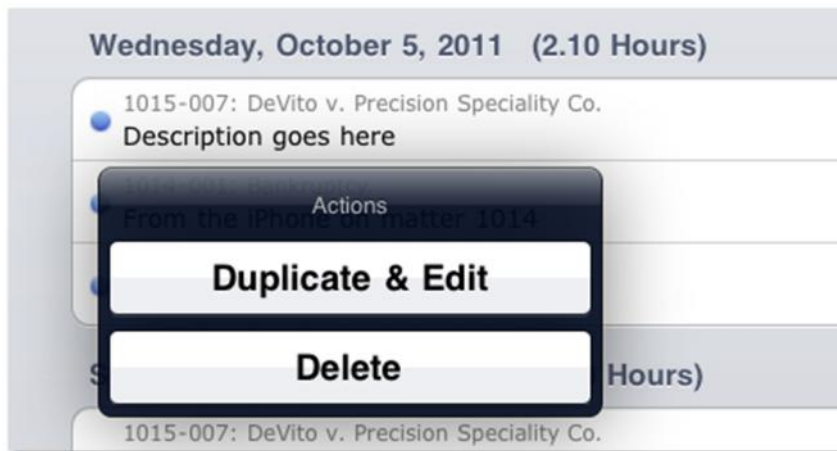 Wednesday, October 5, 2011 (2.10 Hours)
1015-007: DeVito v. Precision Speciality Co.
Description goes here
1014-001: Bankruptcy
From the iPhone on matter 1014
Actions
Duplicate & Edit
Delete
Hours)
1015-007: DeVito v. Precision Speciality Co.